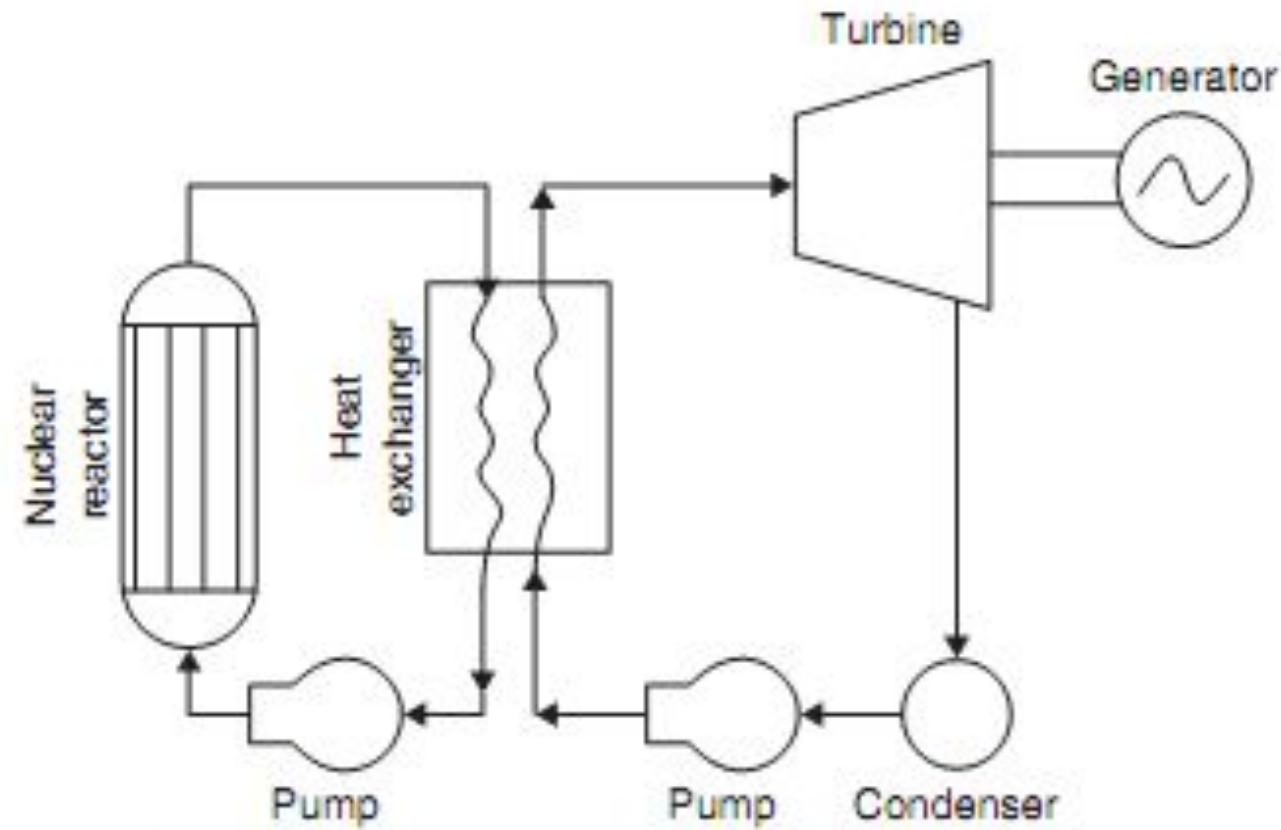 Turbine
Generator
Nuclear
reactor
Heat
exchanger
Pump
Pump
Condenser